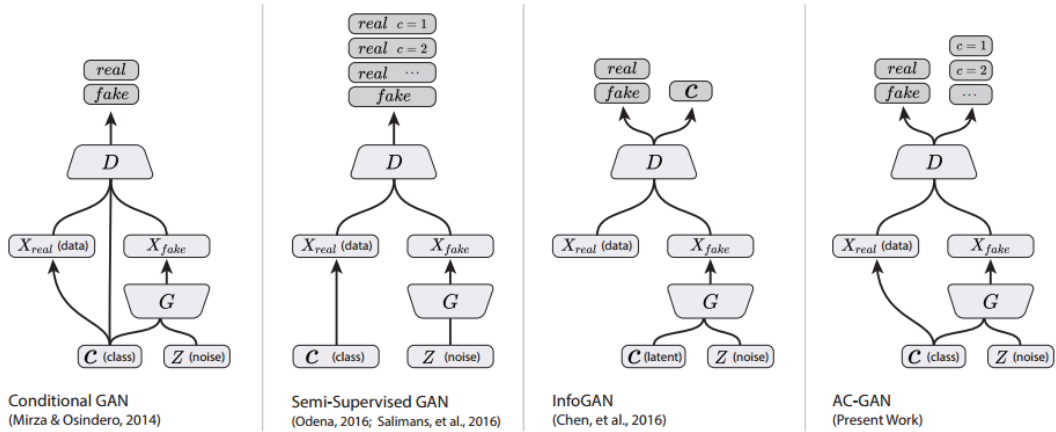 real
fake
D
X_real (data)
X_fake
G
C (class)
Z (noise)
Conditional GAN
(Mirza & Osindero, 2014)
real c = 1
real c = 2
real ...
fake
D
X_real (data)
X_fake
G
C (class)
Z (noise)
Semi-Supervised GAN
(Odena, 2016; Salimans, et al., 2016)
real
fake
C
D
X_real (data)
X_fake
G
C (latent)
Z (noise)
InfoGAN
(Chen, et al., 2016)
real
fake
c = 1
c = 2
...
D
X_real (data)
X_fake
G
C (class)
Z (noise)
AC-GAN
(Present Work)